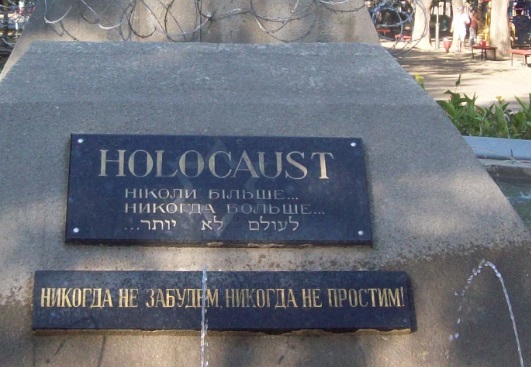 HOLOCAUST
НІКОЛИ БІЛЬШЕ...
НИКОГДА БОЛЬШЕ...
לעולם לא יותר...
НИКОГДА НЕ ЗАБУДЕМ, НИКОГДА НЕ ПРОСТИМ!